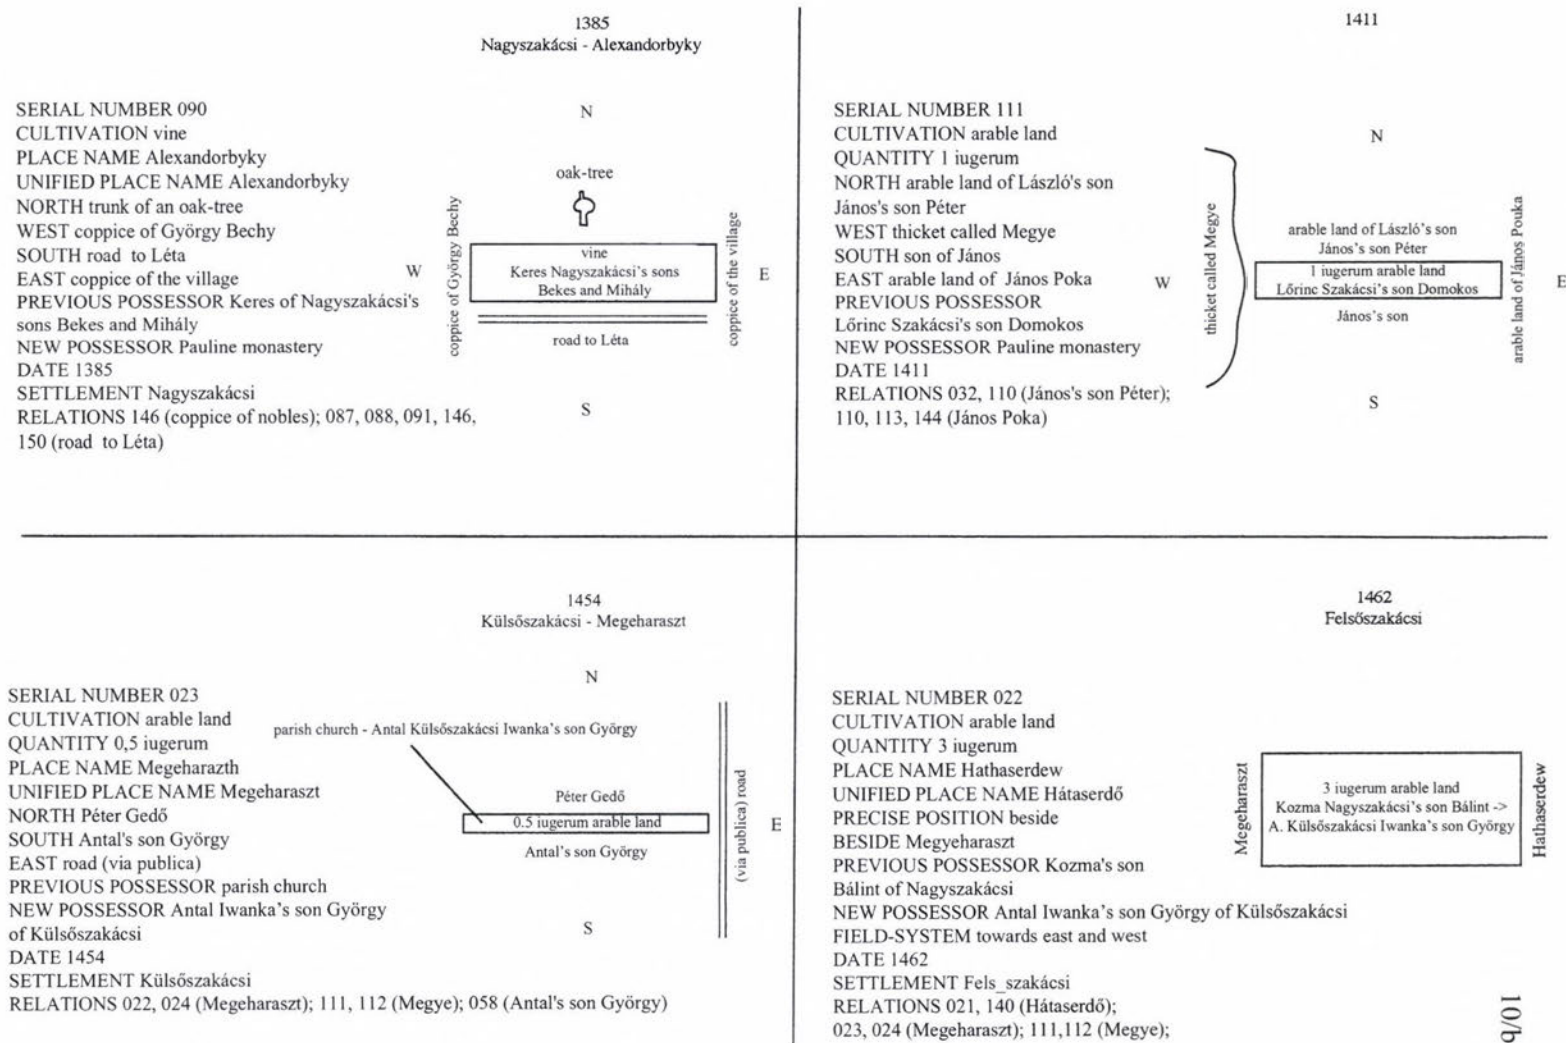 1385
Nagyszakácsi - Alexandorbyky
SERIAL NUMBER 090
CULTIVATION vine
PLACE NAME Alexandorbyky
UNIFIED PLACE NAME Alexandorbyky
NORTH trunk of an oak-tree
WEST coppice of György Bechy
SOUTH road to Léta
EAST coppice of the village
PREVIOUS POSSESSOR Keres of Nagyszakácsi's
sons Bekes and Mihály
NEW POSSESSOR Pauline monastery
DATE 1385
SETTLEMENT Nagyszakácsi
RELATIONS 146 (coppice of nobles); 087, 088, 091, 146,
150 (road to Léta)
N
oak-tree
W
coppice of György Bechy
vine
Keres Nagyszakácsi's sons
Bekes and Mihály
coppice of the village
E
road to Léta
S
1411
SERIAL NUMBER 111
CULTIVATION arable land
QUANTITY 1 iugerum
NORTH arable land of László's son
János's son Péter
WEST thicket called Megye
SOUTH son of János
EAST arable land of János Poka
PREVIOUS POSSESSOR
Lőrinc Szakácsi's son Domokos
NEW POSSESSOR Pauline monastery
DATE 1411
RELATIONS 032, 110 (János's son Péter);
110, 113, 144 (János Poka)
N
W
thicket called Megye
arable land of László's son
János's son Péter
1 iugerum arable land
Lőrinc Szakácsi's son Domokos
János's son
arable land of János Pouka
E
S
1454
Külsőszakácsi - Megeharaszt
SERIAL NUMBER 023
CULTIVATION arable land
QUANTITY 0,5 iugerum
PLACE NAME Megeharazth
UNIFIED PLACE NAME Megeharaszt
NORTH Péter Gedő
SOUTH Antal's son György
EAST road (via publica)
PREVIOUS POSSESSOR parish church
NEW POSSESSOR Antal Iwanka's son György
of Külsőszakácsi
DATE 1454
SETTLEMENT Külsőszakácsi
RELATIONS 022, 024 (Megeharaszt); 111, 112 (Megye); 058 (Antal's son György)
N
parish church - Antal Külsőszakácsi Iwanka's son György
Péter Gedő
0.5 iugerum arable land
Antal's son György
(via publica) road
E
S
1462
Felsőszakácsi
SERIAL NUMBER 022
CULTIVATION arable land
QUANTITY 3 iugerum
PLACE NAME Hathaserdew
UNIFIED PLACE NAME Hátaserdő
PRECISE POSITION beside
BESIDE Megyeharaszt
PREVIOUS POSSESSOR Kozma's son
Bálint of Nagyszakácsi
NEW POSSESSOR Antal Iwanka's son György of Külsőszakácsi
FIELD-SYSTEM towards east and west
DATE 1462
SETTLEMENT Fels_szakácsi
RELATIONS 021, 140 (Hátaserdő);
023, 024 (Megeharaszt); 111,112 (Megye);
Megeharaszt
3 iugerum arable land
Kozma Nagyszakácsi's son Bálint ->
A. Külsőszakácsi Iwanka's son György
Hathaserdew
10/b